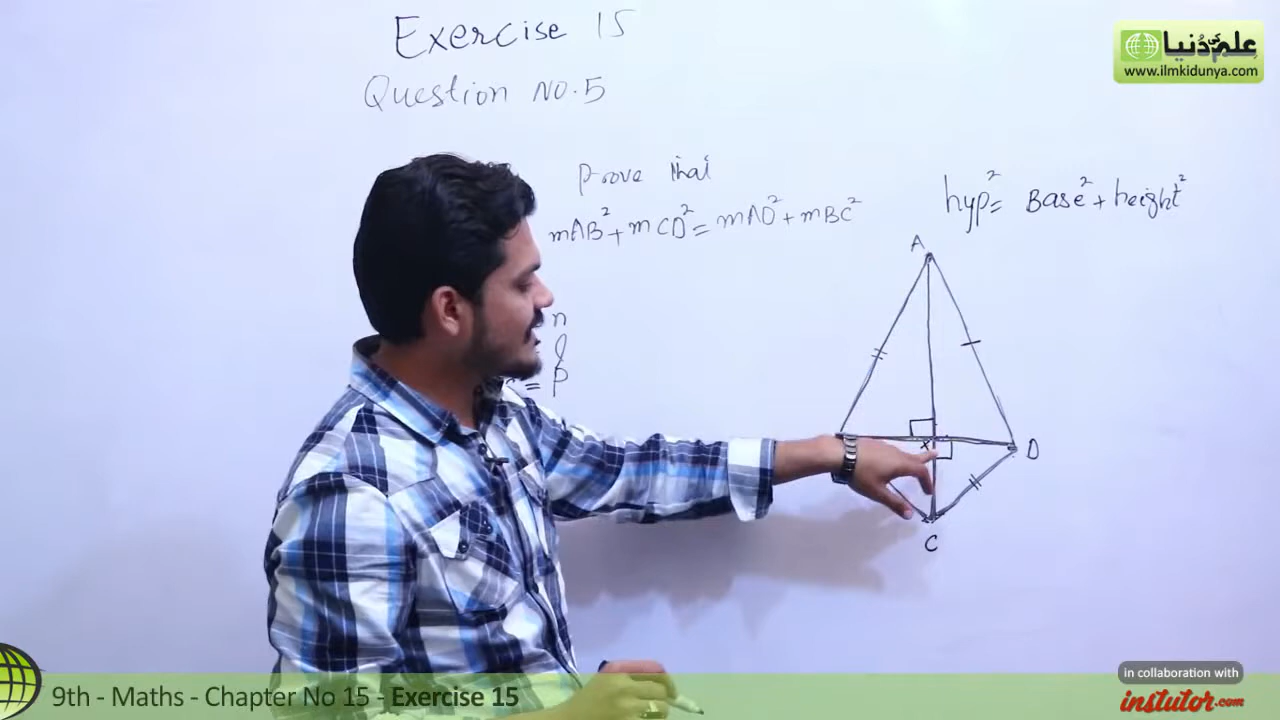 Exercise 15
Question NO.5
علم کی دُنیا
www.ilmkidunya.com
Prove that
mAB²+mCD²=mAD²+mBC²
hyp²= Base²+height²
A
n
l
= p
x
D
C
in collaboration with
instutor.com
9th - Maths - Chapter No 15 - Exercise 15